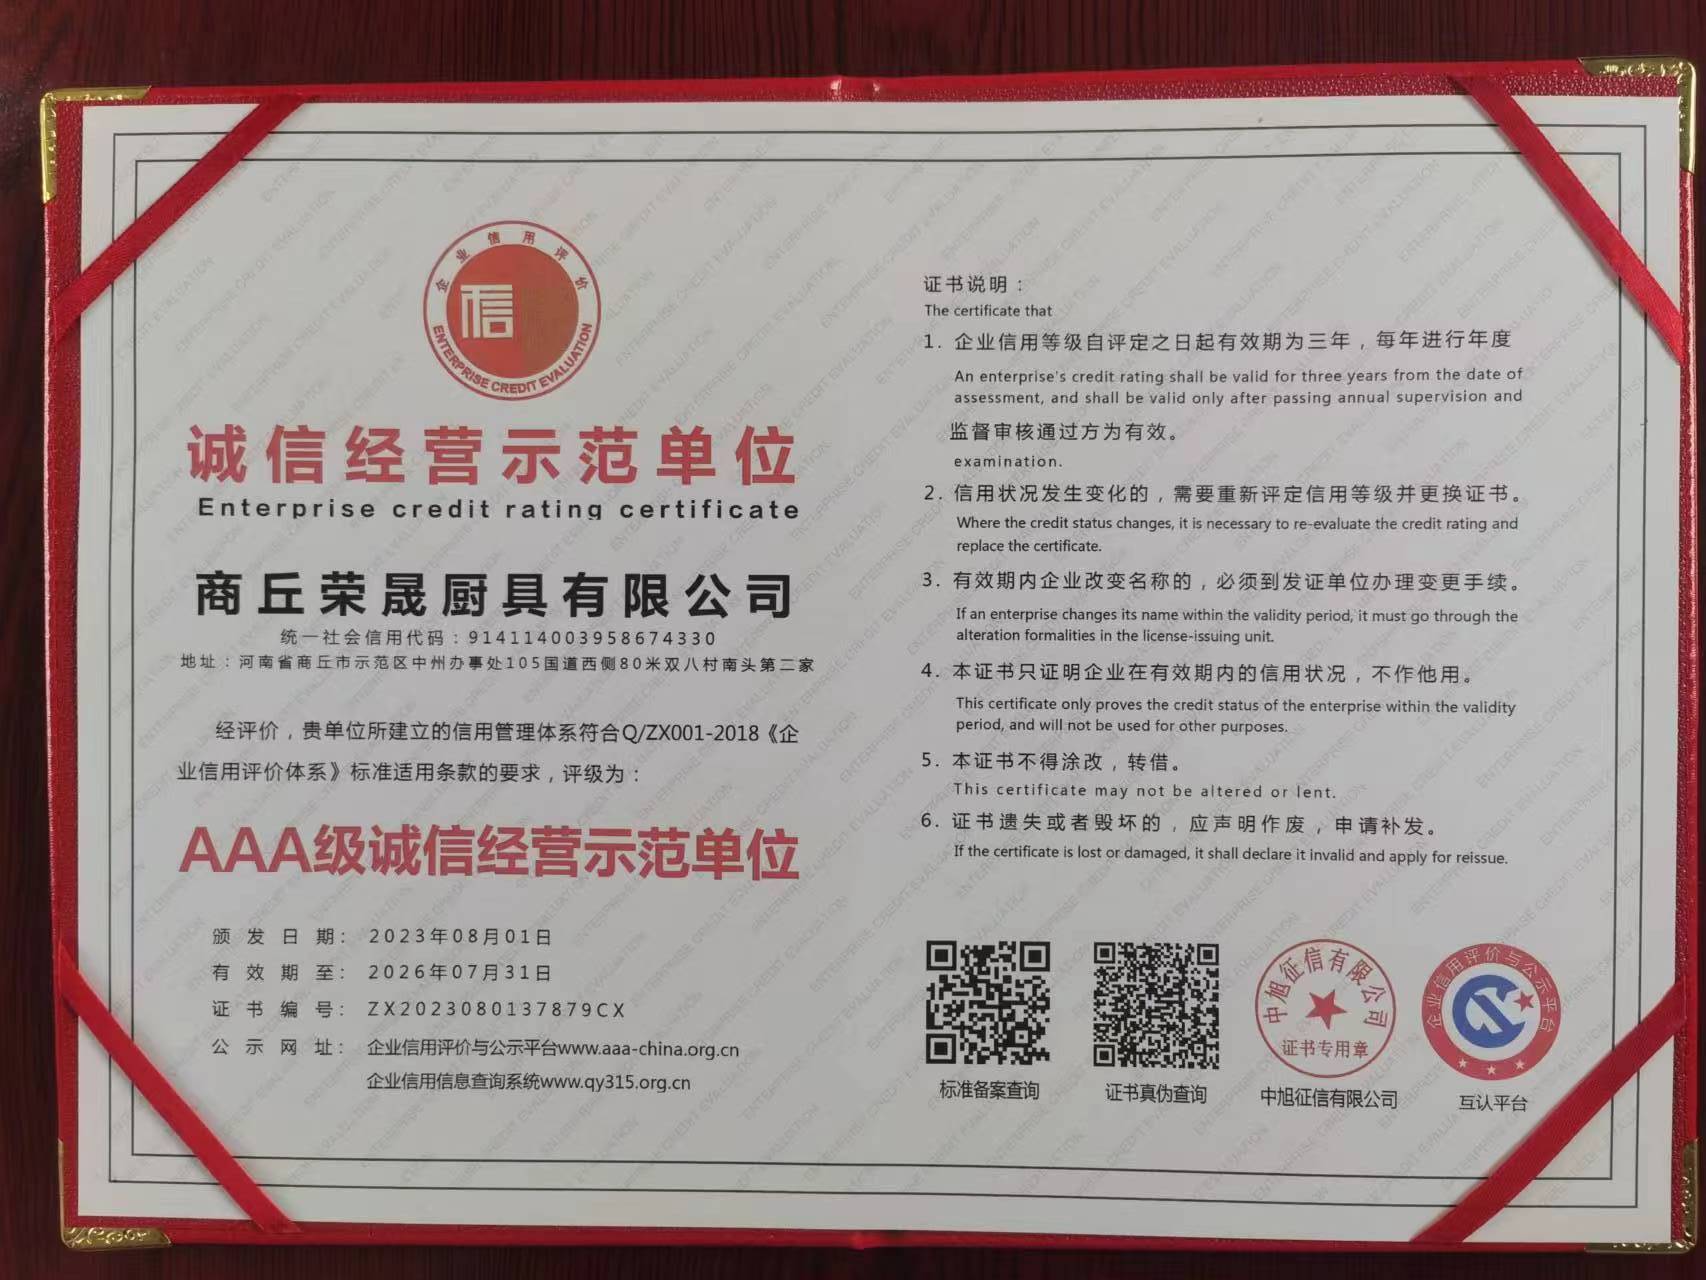 企业信用评价
信
ENTERPRISE CREDIT EVALUATION
诚信经营示范单位
Enterprise credit rating certificate
商丘荣晟厨具有限公司
统一社会信用代码：914114003958674330
地址：河南省商丘市示范区中州办事处105国道西侧80米双八村南头第二家
经评价，贵单位所建立的信用管理体系符合Q/ZX001-2018《企
业信用评价体系》标准适用条款的要求，评级为：
AAA级诚信经营示范单位
颁发日期：2023年08月01日
有效期至：2026年07月31日
证书编号：ZX2023080137879CX
公示网址：企业信用评价与公示平台www.aaa-china.org.cn
企业信用信息查询系统www.qy315.org.cn
证书说明：
The certificate that
1. 企业信用等级自评定之日起有效期为三年，每年进行年度
An enterprise's credit rating shall be valid for three years from the date of
assessment, and shall be valid only after passing annual supervision and
监督审核通过方为有效。
examination.
2. 信用状况发生变化的，需要重新评定信用等级并更换证书。
Where the credit status changes, it is necessary to re-evaluate the credit rating and
replace the certificate.
3. 有效期内企业改变名称的，必须到发证单位办理变更手续。
If an enterprise changes its name within the validity period, it must go through the
alteration formalities in the license-issuing unit.
4. 本证书只证明企业在有效期内的信用状况，不作他用。
This certificate only proves the credit status of the enterprise within the validity
period, and will not be used for other purposes.
5. 本证书不得涂改，转借。
This certificate may not be altered or lent.
6. 证书遗失或者毁坏的，应声明作废，申请补发。
If the certificate is lost or damaged, it shall declare it invalid and apply for reissue.
标准备案查询
证书真伪查询
中旭征信有限公司
证书专用章
中旭征信有限公司
企业信用评价与公示平台
互认平台